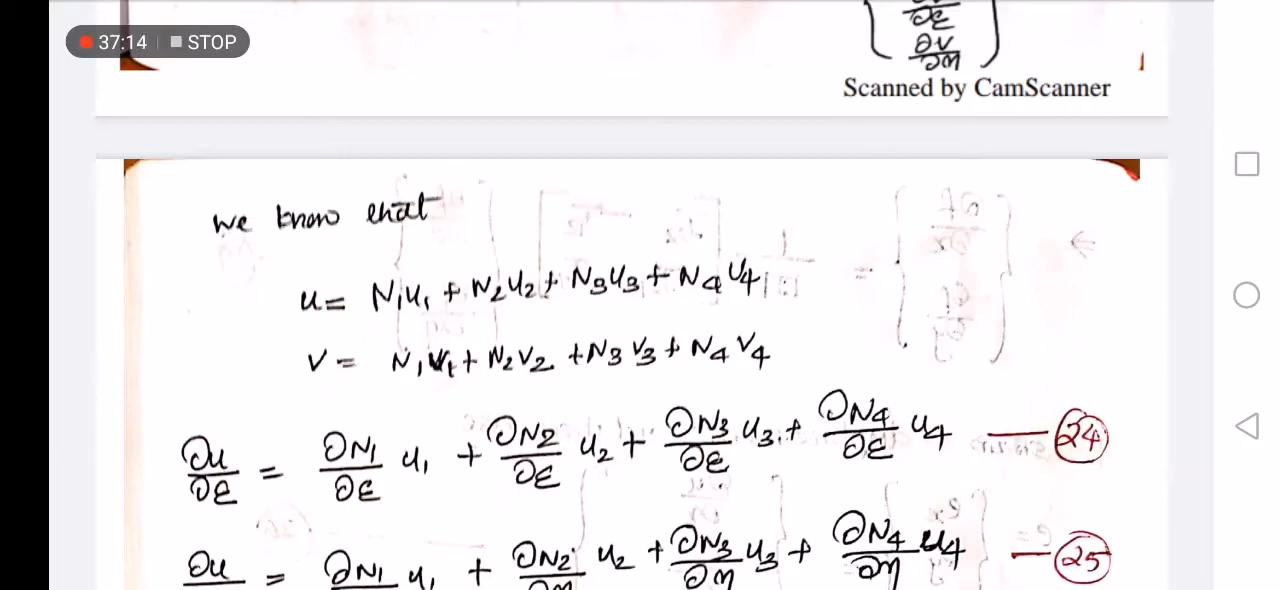 37:14 STOP
∂ε
∂v
∂η
Scanned by CamScanner
we know that
u = N₁u₁ + N₂u₂ + N₃u₃ + N₄u₄
v = N₁v₁ + N₂v₂ + N₃v₃ + N₄v₄
∂u/∂ε = ∂N₁/∂ε u₁ + ∂N₂/∂ε u₂ + ∂N₃/∂ε u₃ + ∂N₄/∂ε u₄ — 24
∂u = ∂N₁ u₁ + ∂N₂/∂η u₂ + ∂N₃/∂η u₃ + ∂N₄/∂η u₄ — 25